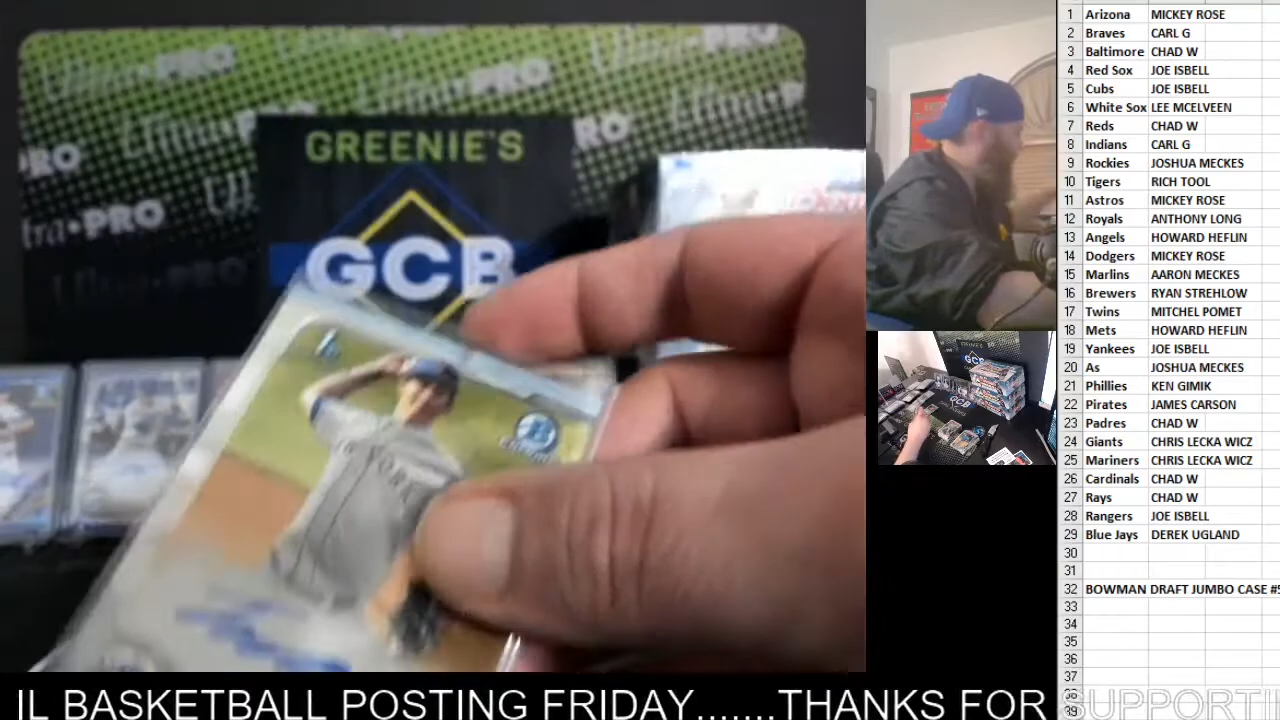 Ultra•PRO
GREENIE'S
GCB
1 Arizona MICKEY ROSE
2 Braves CARL G
3 Baltimore CHAD W
4 Red Sox JOE ISBELL
5 Cubs JOE ISBELL
6 White Sox LEE MCELVEEN
7 Reds CHAD W
8 Indians CARL G
9 Rockies JOSHUA MECKES
10 Tigers RICH TOOL
11 Astros MICKEY ROSE
12 Royals ANTHONY LONG
13 Angels HOWARD HEFLIN
14 Dodgers MICKEY ROSE
15 Marlins AARON MECKES
16 Brewers RYAN STREHLOW
17 Twins MITCHEL POMET
18 Mets HOWARD HEFLIN
19 Yankees JOE ISBELL
20 As JOSHUA MECKES
21 Phillies KEN GIMIK
22 Pirates JAMES CARSON
23 Padres CHAD W
24 Giants CHRIS LECKA WICZ
25 Mariners CHRIS LECKA WICZ
26 Cardinals CHAD W
27 Rays CHAD W
28 Rangers JOE ISBELL
29 Blue Jays DEREK UGLAND
30
31
32 BOWMAN DRAFT JUMBO CASE #5
33
34
35
36
37
38
39
IL BASKETBALL POSTING FRIDAY.......THANKS FOR SUPPORTI